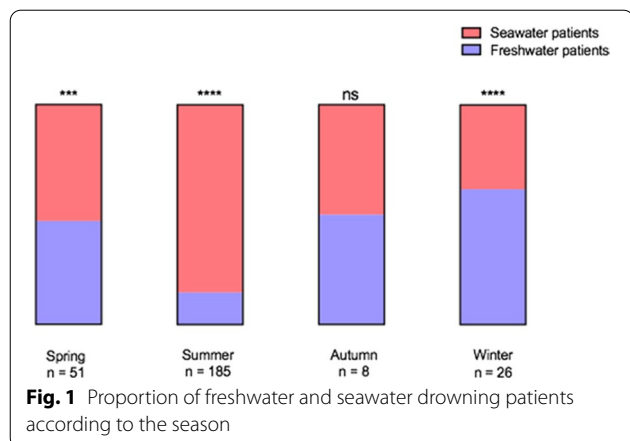 Seawater patients
Freshwater patients
*** **** ns ****
Spring Summer Autumn Winter
n = 51 n = 185 n = 8 n = 26
Fig. 1 Proportion of freshwater and seawater drowning patients
according to the season